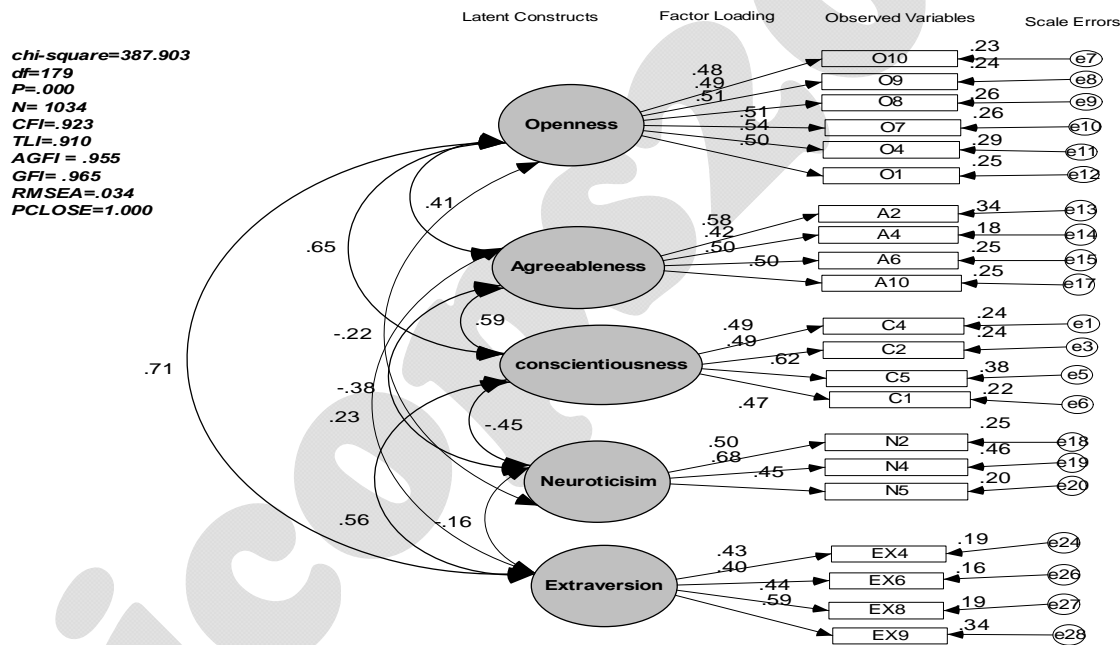 Latent Constructs Factor Loading Observed Variables Scale Errors
chi-square=387.903
df=179
P=.000
N= 1034
CFI=.923
TLI=.910
AGFI = .955
GFI= .965
RMSEA=.034
PCLOSE=1.000
Openness
.48
.49
.51
.51
.54
.50
O10 .23 e7
O9 .24 e8
O8 .26 e9
O7 .26 e10
O4 .29 e11
O1 .25 e12
Agreeableness
.58
.42
.50
.50
A2 .34 e13
A4 .18 e14
A6 .25 e15
A10 .25 e17
conscientiousness
.49
.49
.62
.47
C4 .24 e1
C2 .24 e3
C5 .38 e5
C1 .22 e6
Neuroticisim
.50
.68
.45
N2 .25 e18
N4 .46 e19
N5 .20 e20
Extraversion
.43
.40
.44
.59
EX4 .19 e24
EX6 .16 e26
EX8 .19 e27
EX9 .34 e28
.41
.65
.59
-.22
.71
-.38
.23
-.45
.56
-.16